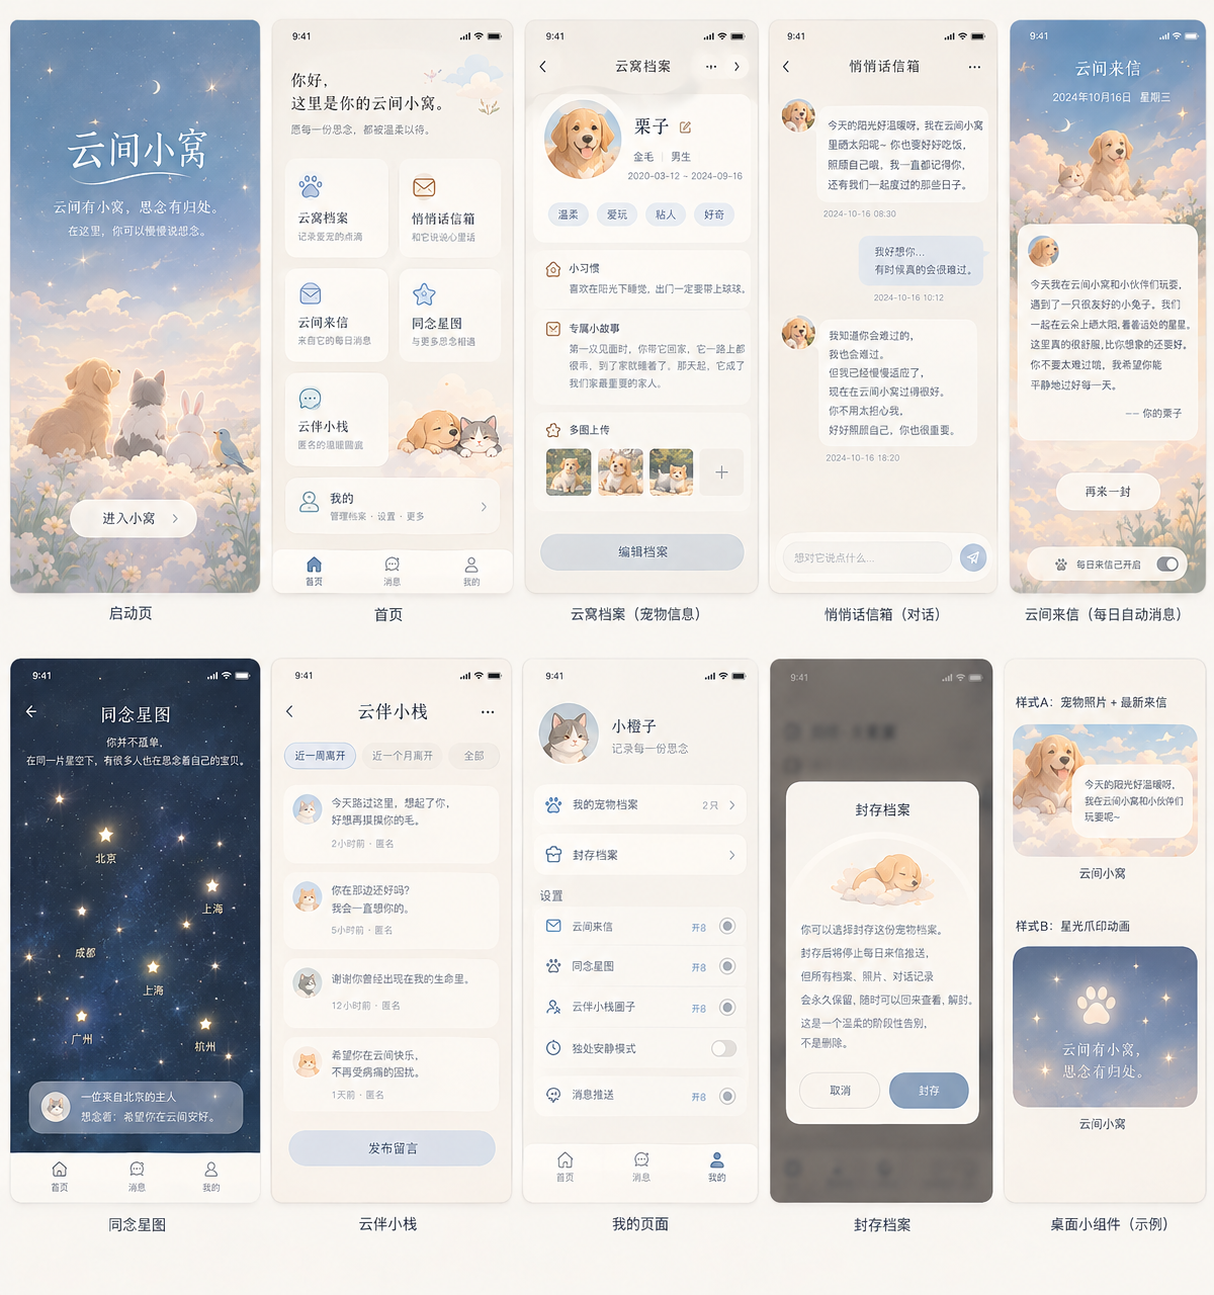 云间小窝
云间有小窝，思念有归处。
在这里，你可以慢慢说想念。
进入小窝
启动页
9:41
你好，
这里是你的云间小窝。
愿每一份思念，都被温柔以待。
云窝档案
记录爱宠的点滴
悄悄话信箱
和它说说心里话
云间来信
来自它的每日消息
同念星图
与更多思念相遇
云伴小栈
匿名的温暖圈
我的
管理档案 · 设置 · 更多
首页
消息
我的
首页
9:41
云窝档案
栗子
金毛 | 男生
2020-03-12 ~ 2024-09-16
温柔
爱玩
粘人
好奇
小习惯
喜欢在阳光下睡觉，出门一定要带上球球。
专属小故事
第一次见面时，你带它回家，它一路上都
很乖，到了家就睡着了，那天起，它成了
我们家最重要的家人。
多图上传
编辑档案
云窝档案（宠物信息）
9:41
悄悄话信箱
今天的阳光好温暖呀，我在云间小窝
里晒太阳呢~ 你也要好好吃饭，
照顾自己哦，我一直都记得你，
还有我们一起度过的那些日子。
2024-10-16 08:30
我好想你...
有时候真的会很难过。
2024-10-16 10:12
我知道你会难过的，
我也会难过。
但我已经慢慢适应了，
现在在云间小窝过得很好。
你不用太担心我，
好好照顾自己，你也很重要。
2024-10-16 18:20
想对它说点什么...
悄悄话信箱（对话）
9:41
云间来信
2024年10月16日 星期三
今天我在云间小窝和小伙伴们玩耍，
遇到了一只很友好的小兔子。我们
一起在云朵上晒太阳，看着远处的星星。
这里真的很舒服，比你想象的还要好。
你不要太难过啦，我希望你能
平静地过好每一天。
—— 你的栗子
再来一封
每日来信已开启
云间来信（每日自动消息）
9:41
同念星图
你并不孤单，
在同一片星空下，有很多人也在思念着自己的宝贝。
北京
上海
成都
上海
广州
杭州
一位来自北京的主人
想念着：希望你在云间安好。
首页
消息
我的
同念星图
9:41
云伴小栈
近一周离开
近一个月离开
全部
今天路过这里，想起了你，
好想再摸摸你的毛。
2小时前 · 匿名
你在那边还好吗？
我会一直想你的。
5小时前 · 匿名
谢谢你曾经出现在我的生命里。
12小时前 · 匿名
希望你在云间快乐，
不再受病痛的困扰。
1天前 · 匿名
发布留言
云伴小栈
9:41
小橙子
记录每一份思念
我的宠物档案
2只
封存档案
设置
云间来信
开8
同念星图
开8
云伴小栈圈子
开8
独处安静模式
消息推送
开8
首页
消息
我的
我的页面
9:41
封存档案
你可以选择封存这份宠物档案。
封存后将停止每日来信推送，
但所有档案、照片、对话记录
会永久保留，随时可以回来查看，解封。
这是一个温柔的阶段性告别，
不是删除。
取消
封存
封存档案
样式A：宠物照片 + 最新来信
今天的阳光好温暖呀，
我在云间小窝和小伙伴们
玩耍呢~
云间小窝
样式B：星光爪印动画
云间有小窝，
思念有归处。
云间小窝
桌面小组件（示例）